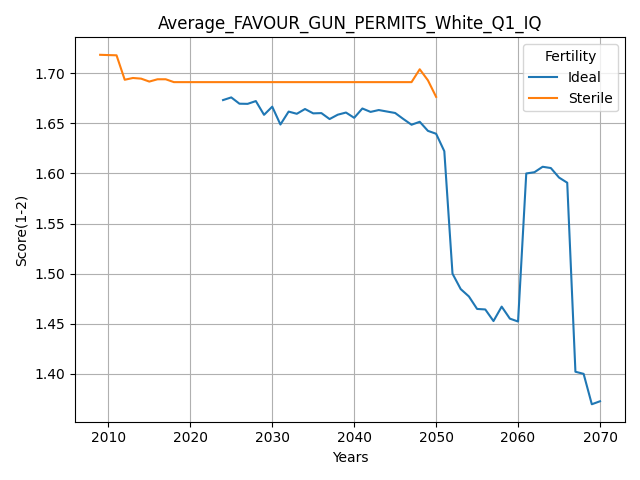 Average_FAVOUR_GUN_PERMITS_White_Q1_IQ
Fertility
Ideal
Sterile
Score(1-2)
1.70
1.65
1.60
1.55
1.50
1.45
1.40
2010 2020 2030 2040 2050 2060 2070
Years